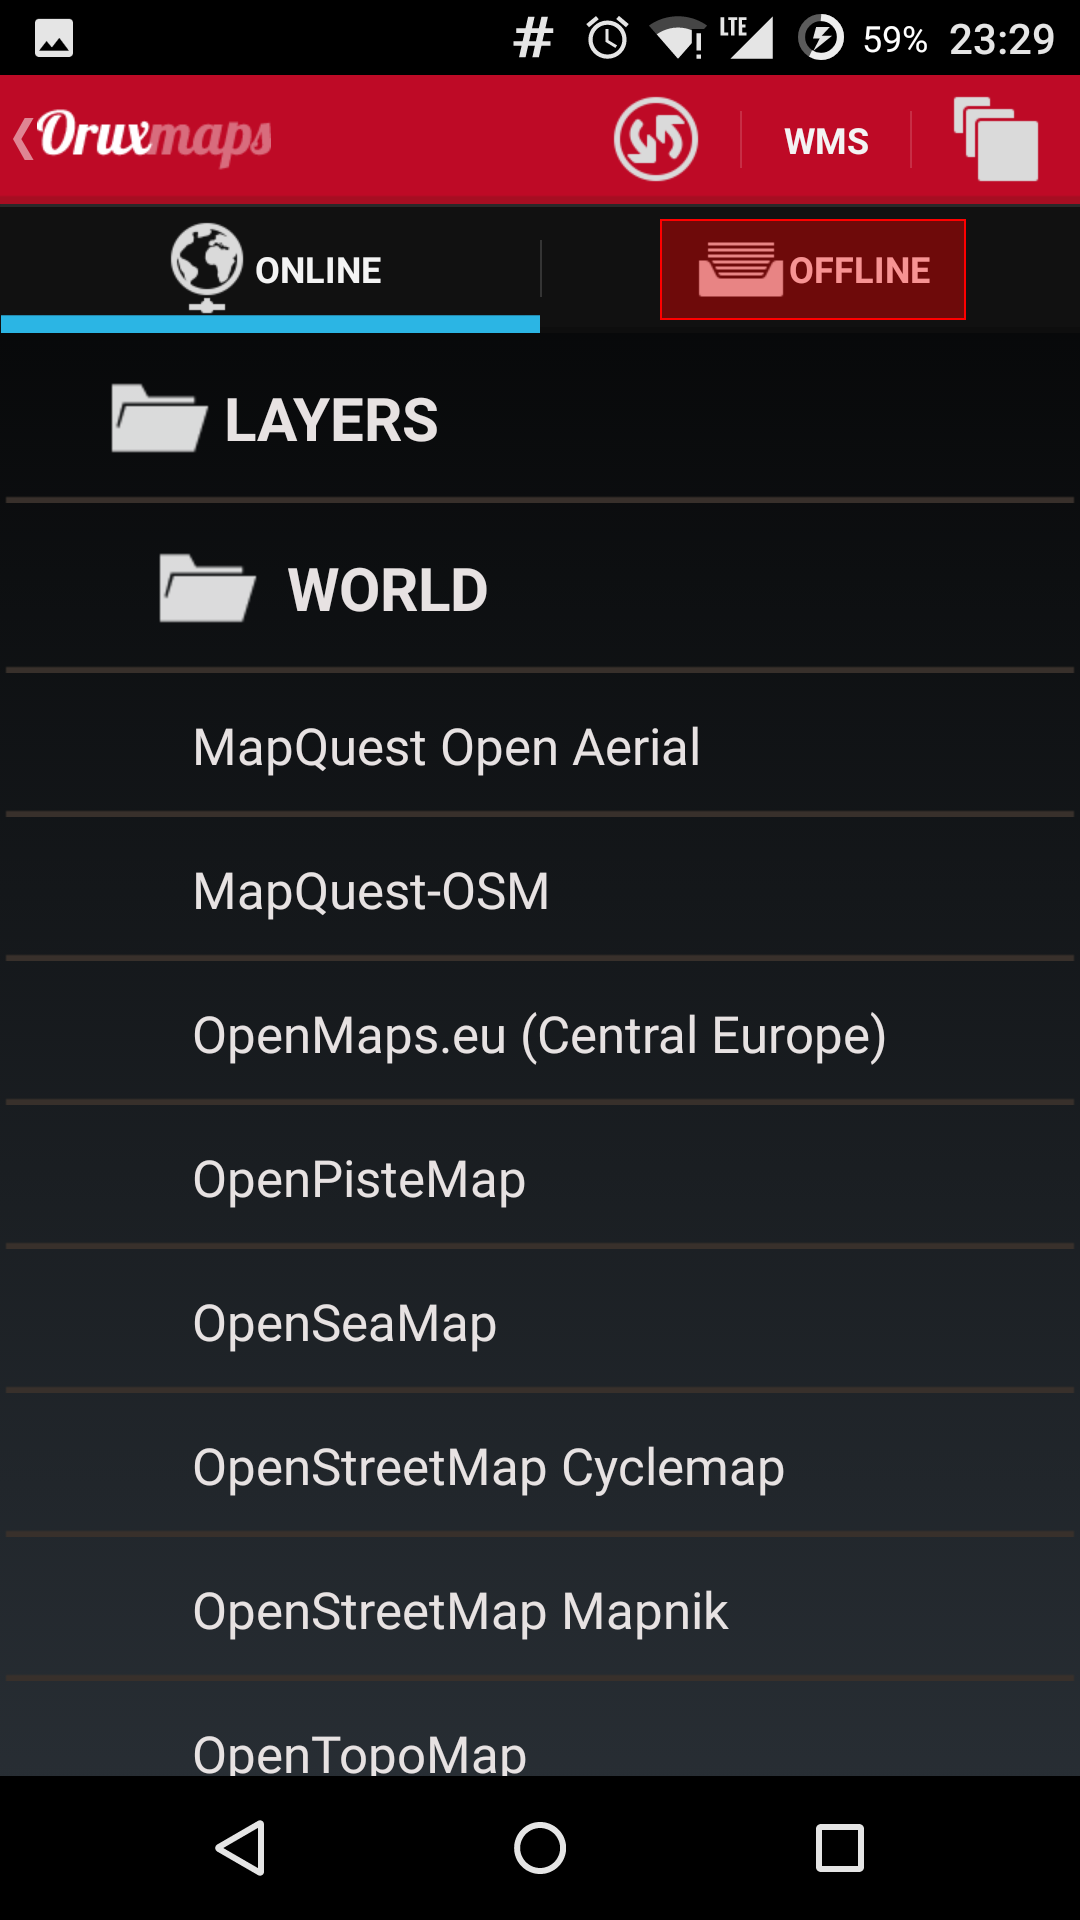 # LTE 59% 23:29
Oruxmaps WMS
ONLINE OFFLINE
LAYERS
WORLD
MapQuest Open Aerial
MapQuest-OSM
OpenMaps.eu (Central Europe)
OpenPisteMap
OpenSeaMap
OpenStreetMap Cyclemap
OpenStreetMap Mapnik
OpenTopoMap